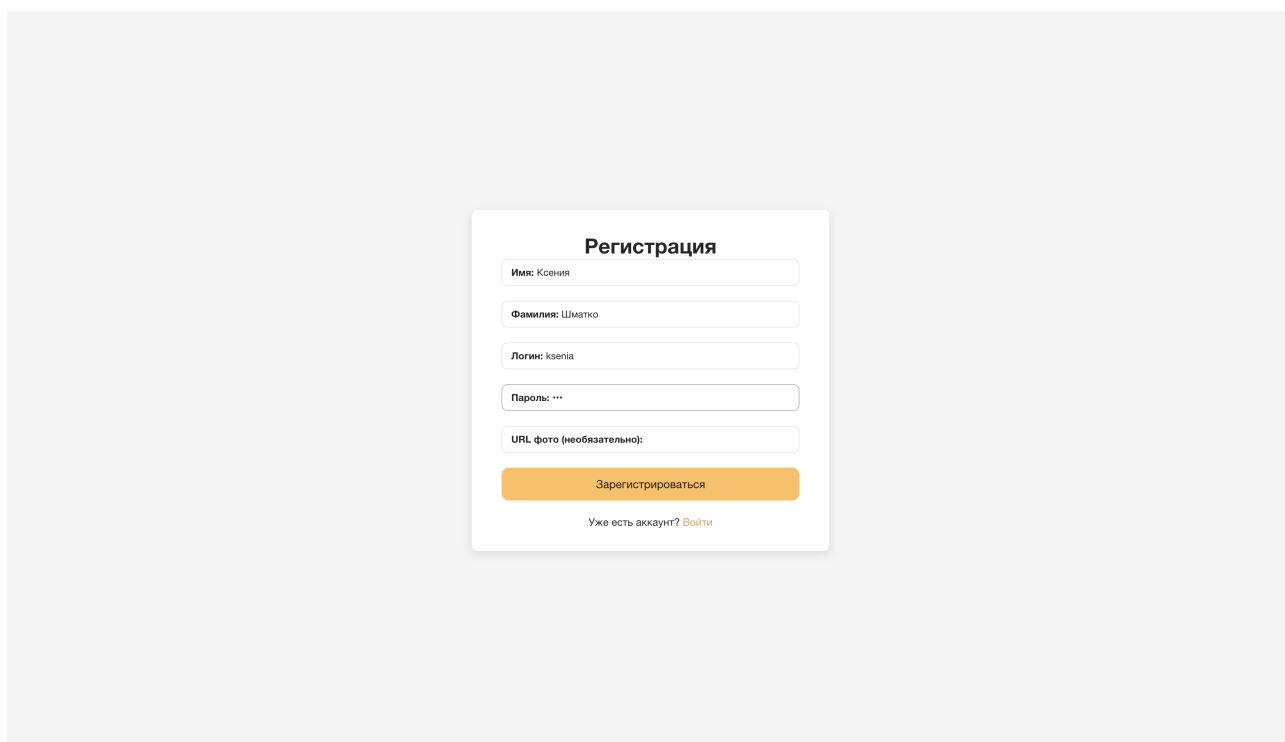 Регистрация
Имя: Ксения
Фамилия: Шматко
Логин: ksenia
Пароль: •••
URL фото (необязательно):
Зарегистрироваться
Уже есть аккаунт? Войти